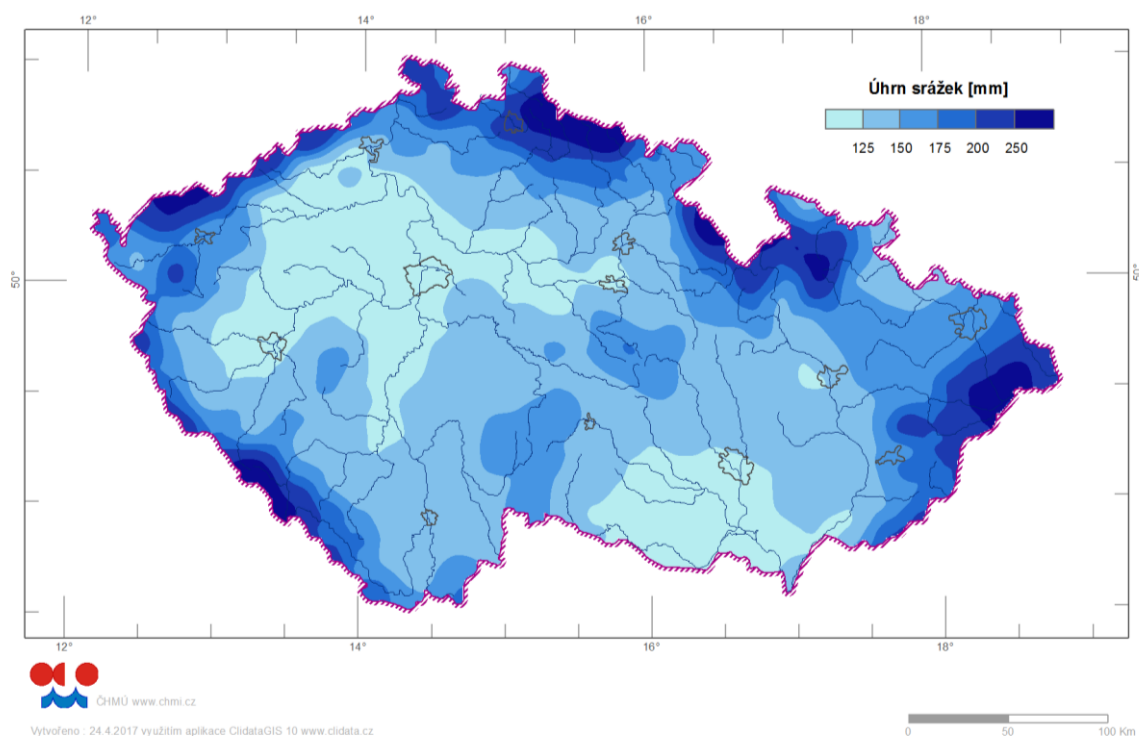 12° 14° 16° 18°
Úhrn srážek [mm]
125 150 175 200 250
50° 50°
12° 14° 16° 18°
ČHMÚ www.chmi.cz
Vytvořeno : 24.4.2017 využitím aplikace ClidataGIS 10 www.clidata.cz
0 50 100 Km